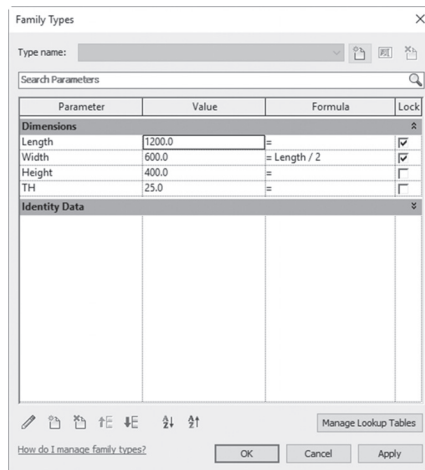 Family Types
Type name:
Search Parameters
Parameter Value Formula Lock
Dimensions
Length 1200.0 =
Width 600.0 = Length / 2
Height 400.0 =
TH 25.0 =
Identity Data
Manage Lookup Tables
How do I manage family types?
OK Cancel Apply